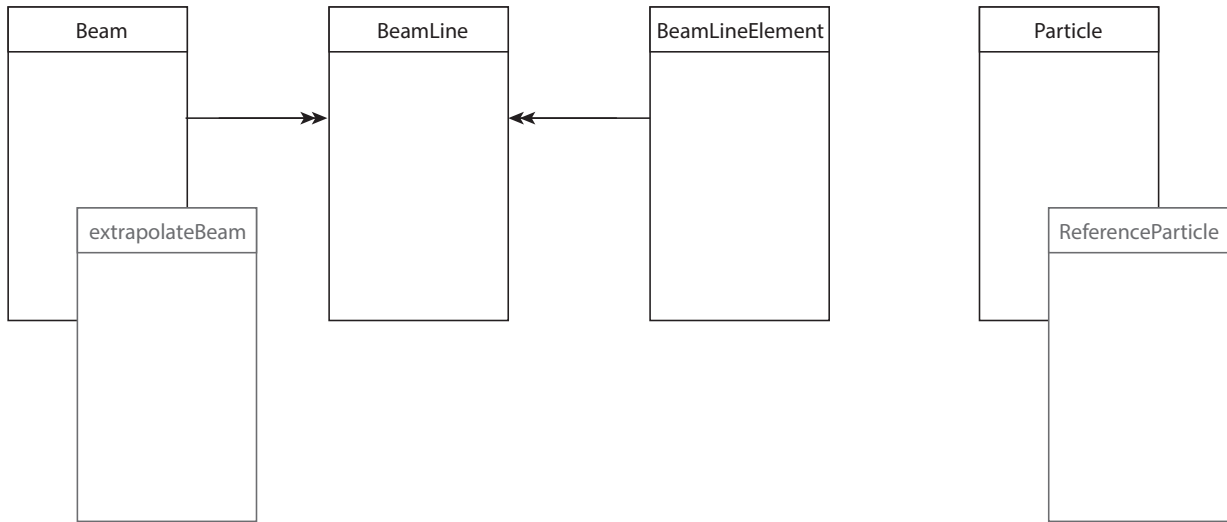 Beam
BeamLine
BeamLineElement
Particle
extrapolateBeam
ReferenceParticle